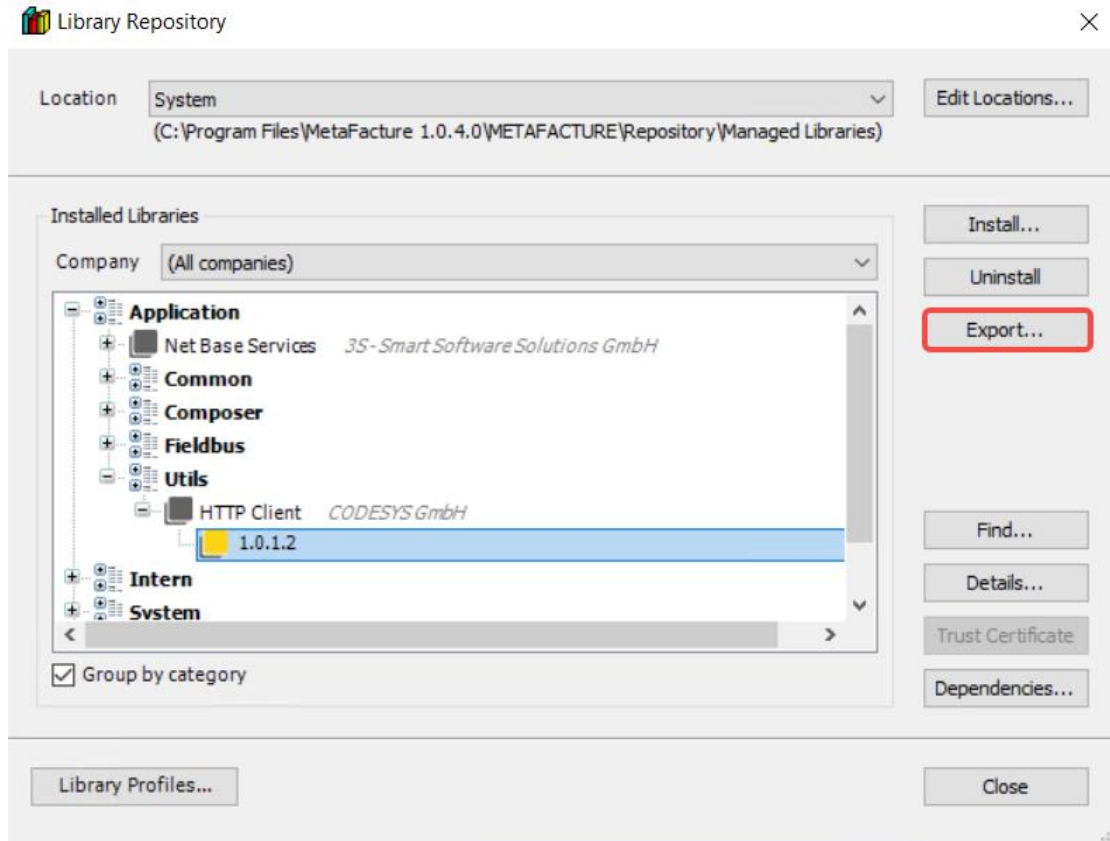 Library Repository
Location System Edit Locations...
(C:\Program Files\MetaFacture 1.0.4.0\METAFACTURE\Repository\Managed Libraries)
Installed Libraries
Install...
Company (All companies)
Uninstall
Application
Export...
Net Base Services 3S-Smart Software Solutions GmbH
Common
Composer
Fieldbus
Utils
HTTP Client CODESYS GmbH
Find...
1.0.1.2
Intern
Details...
System
Trust Certificate
Group by category
Dependencies...
Library Profiles...
Close